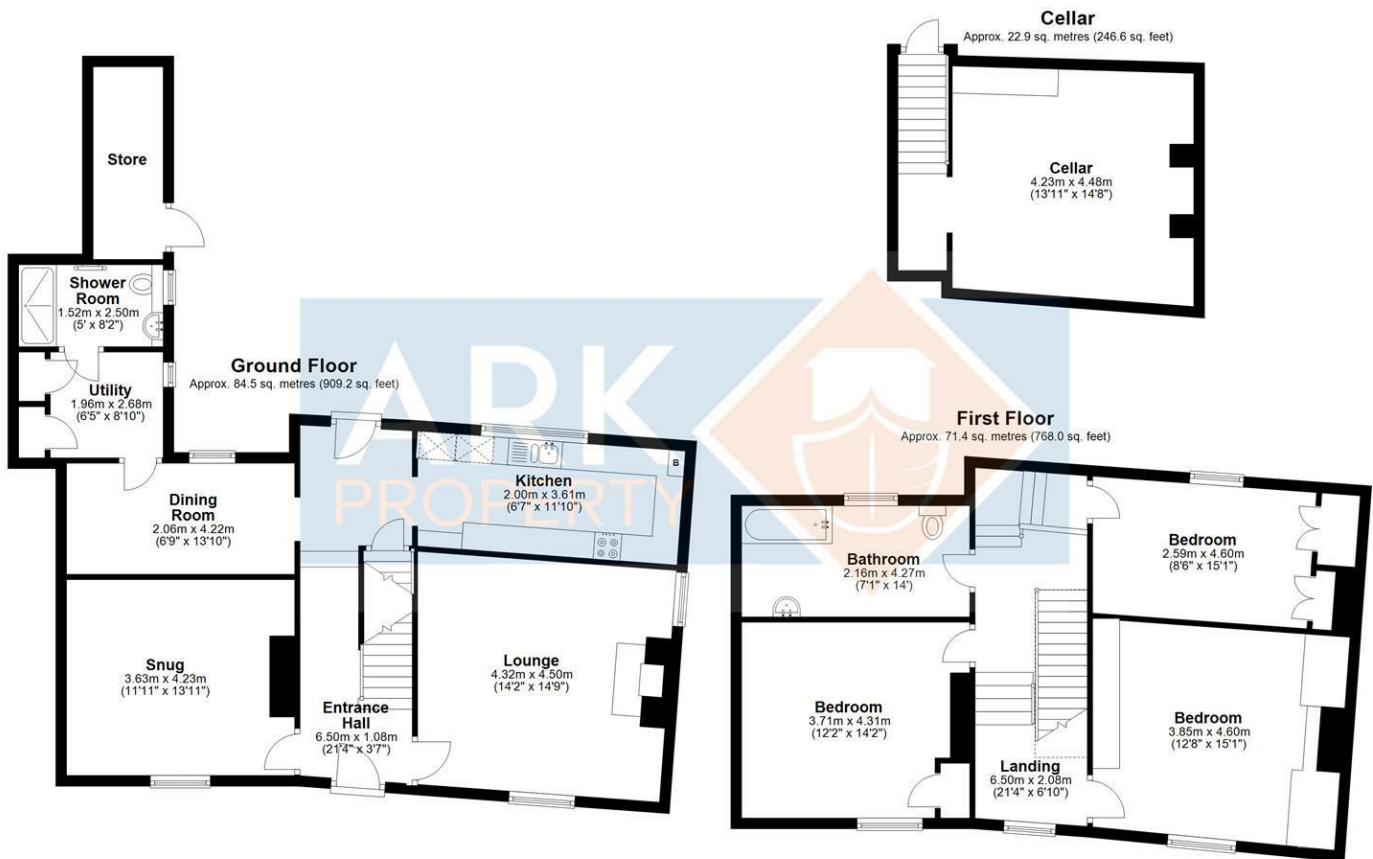 Cellar
Approx. 22.9 sq. metres (246.6 sq. feet)
Cellar
4.23m x 4.48m
(13'11" x 14'8")
Store
Shower
Room
1.52m x 2.50m
(5' x 8'2")
Ground Floor
Approx. 84.5 sq. metres (909.2 sq. feet)
Utility
1.96m x 2.68m
(6'5" x 8'10")
Dining
Room
2.06m x 4.22m
(6'9" x 13'10")
Kitchen
2.00m x 3.61m
(6'7" x 11'10")
B
Snug
3.63m x 4.23m
(11'11" x 13'11")
Entrance
Hall
6.50m x 1.08m
(21'4" x 3'7")
Lounge
4.32m x 4.50m
(14'2" x 14'9")
ARK
PROPERTY
First Floor
Approx. 71.4 sq. metres (768.0 sq. feet)
Bathroom
2.16m x 4.27m
(7'1" x 14')
Bedroom
2.59m x 4.60m
(8'6" x 15'1")
Bedroom
3.71m x 4.31m
(12'2" x 14'2")
Landing
6.50m x 2.08m
(21'4" x 6'10")
Bedroom
3.85m x 4.60m
(12'8" x 15'1")